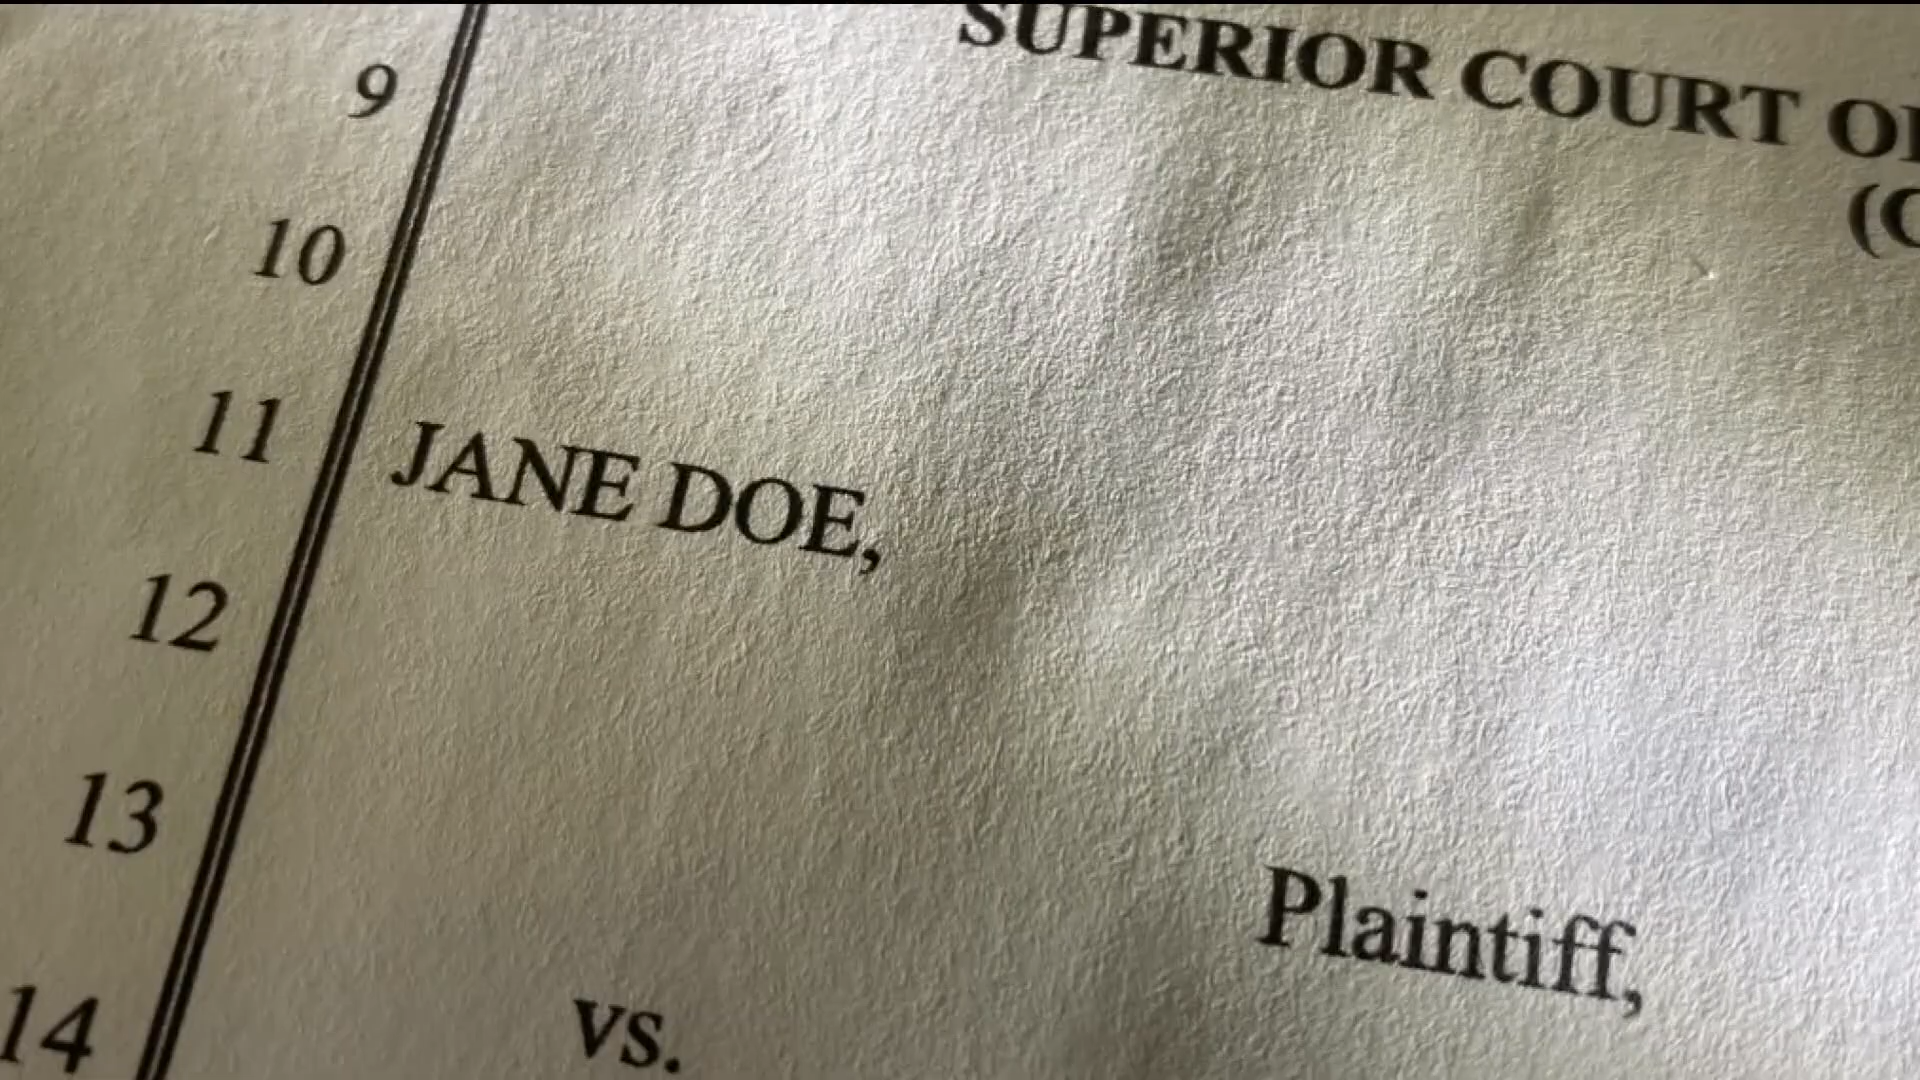 9 SUPERIOR COURT
10
11 JANE DOE,
12
13 Plaintiff,
14 vs.